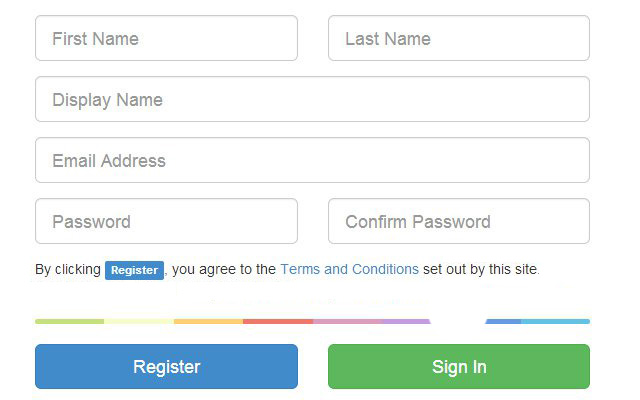 First Name Last Name
Display Name
Email Address
Password Confirm Password
By clicking Register, you agree to the Terms and Conditions set out by this site.
Register Sign In